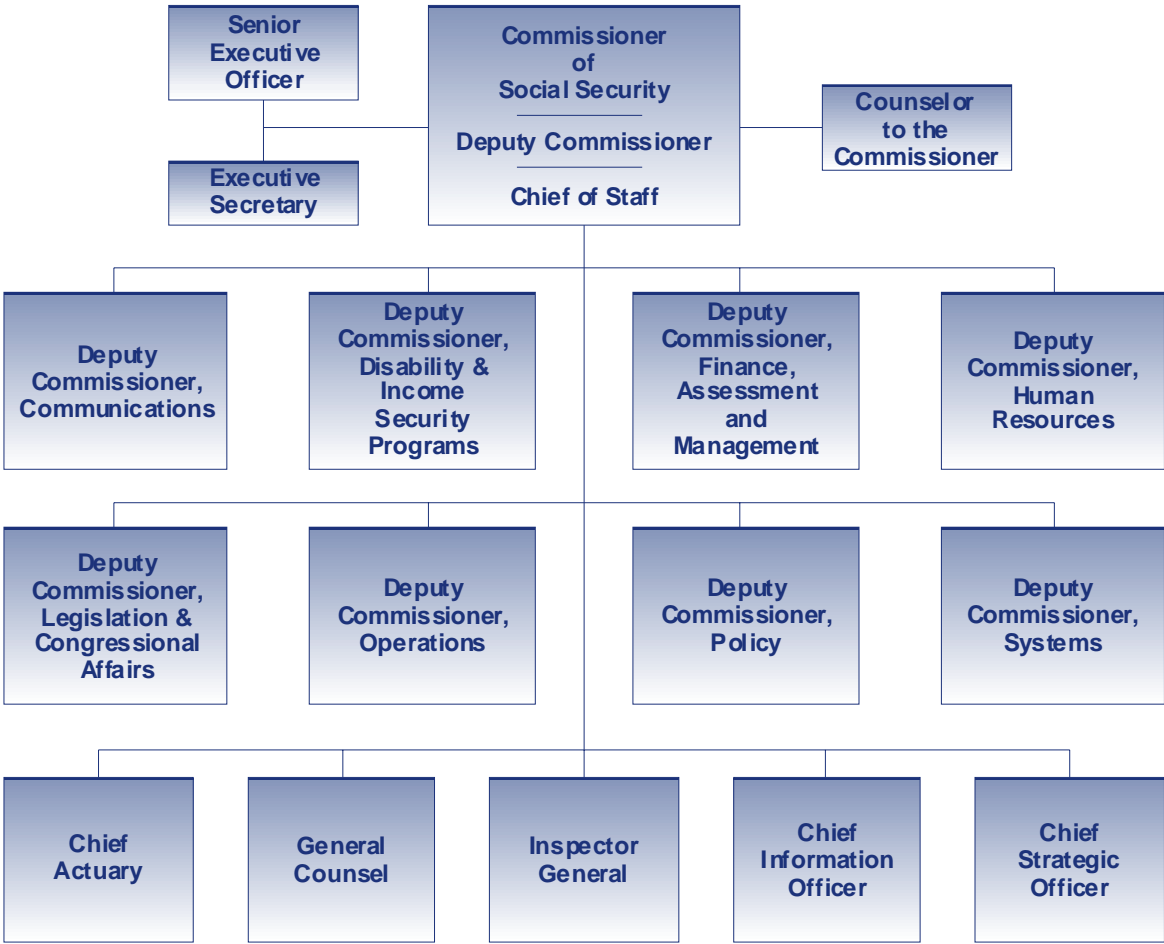 Senior
Executive
Officer
Commissioner
of
Social Security
Deputy Commissioner
Chief of Staff
Counselor
to the
Commissioner
Executive
Secretary
Deputy
Commissioner,
Communications
Deputy
Commissioner,
Disability &
Income
Security
Programs
Deputy
Commissioner,
Finance,
Assessment
and
Management
Deputy
Commissioner,
Human
Resources
Deputy
Commissioner,
Legislation &
Congressional
Affairs
Deputy
Commissioner,
Operations
Deputy
Commissioner,
Policy
Deputy
Commissioner,
Systems
Chief
Actuary
General
Counsel
Inspector
General
Chief
Information
Officer
Chief
Strategic
Officer